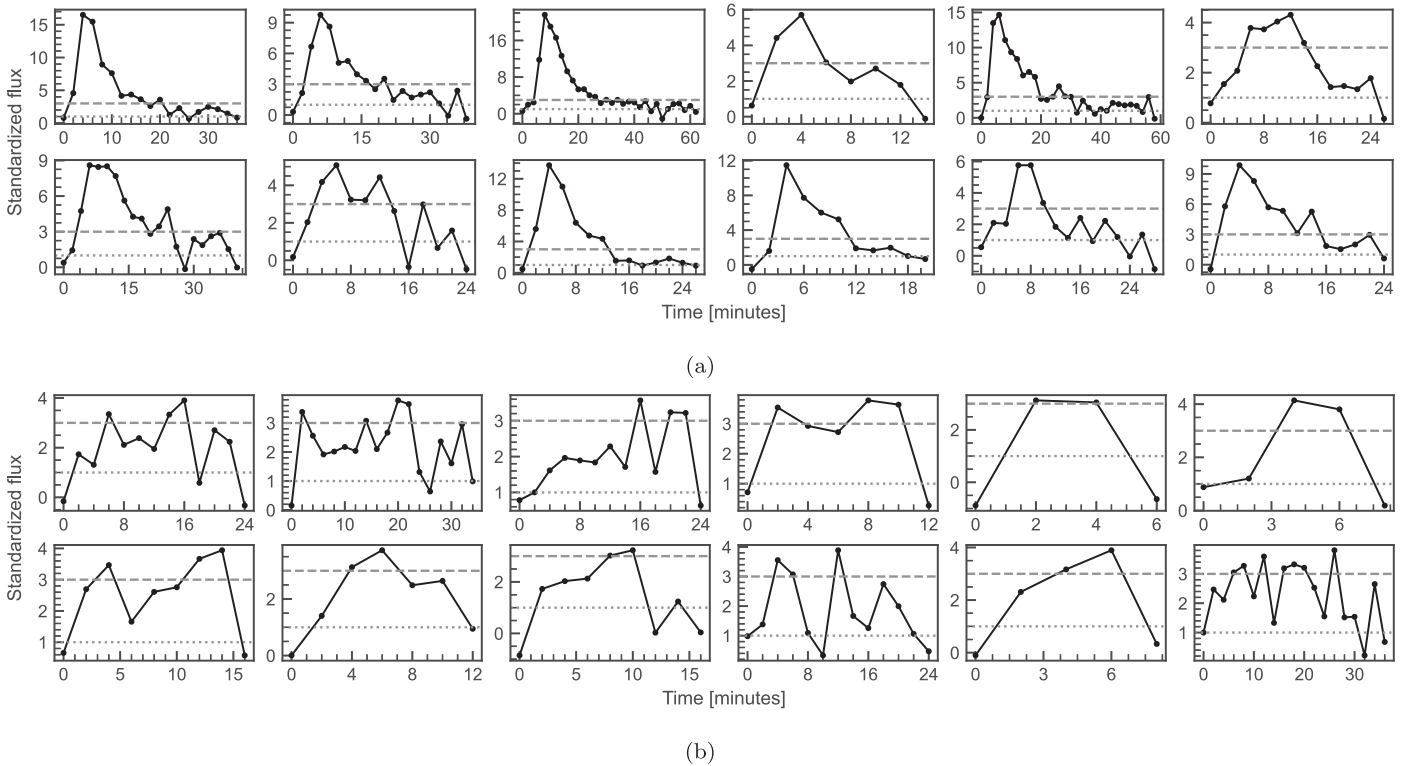 Standardized flux
15 10 5 0
9 6 3 0
24 16 8 0
6 4 2 0
15 10 5 0
4 2 0
0 10 20 30
0 15 30
0 20 40 60
0 4 8 12
0 20 40 60
0 8 16 24
Standardized flux
9 6 3 0
4 2 0
12 8 4 0
12 8 4 0
6 4 2 0
9 6 3 0
0 15 30
0 8 16 24
0 8 16 24
0 6 12 18
0 8 16 24
0 8 16 24
Time [minutes]
(a)
Standardized flux
4 2 0
3 2 1 0
3 2 1
3 2 1
2 0
4 2 0
0 8 16 24
0 10 20 30
0 8 16 24
0 4 8 12
0 2 4 6
0 3 6
Standardized flux
4 3 2 1
2 0
2 0
4 3 2 1
4 2 0
3 2 1
0 5 10 15
0 2 4 6 8 10 12
0 5 10 15
0 8 16 24
0 3 6
0 10 20 30
Time [minutes]
(b)